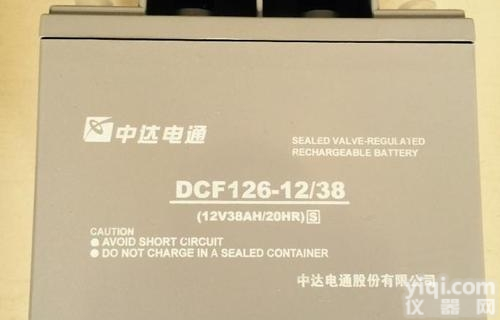 中达电通
SEALED VALVE-REGULATED
RECHARGEABLE BATTERY
DCF126-12/38
(12V38AH/20HR) S
CAUTION
● AVOID SHORT CIRCUIT
● DO NOT CHARGE IN A SEALED CONTAINER
中达电通股份有限公司
yiqi.com
仪器网